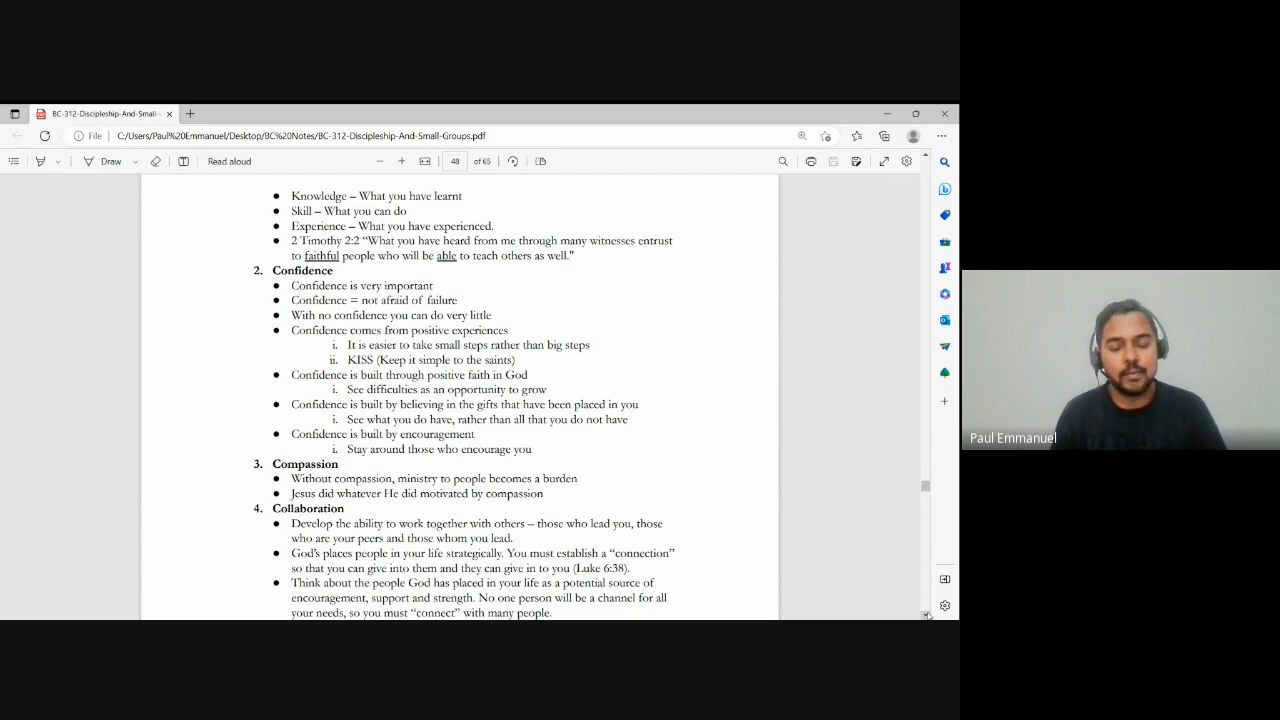 BC-312-Discipleship-And-Small-
File
C:/Users/Paul%20Emmanuel/Desktop/BC%20Notes/BC-312-Discipleship-And-Small-Groups.pdf
Draw
Read aloud
48 of 65
● Knowledge – What you have learnt
● Skill – What you can do
● Experience – What you have experienced.
● 2 Timothy 2:2 “What you have heard from me through many witnesses entrust
to faithful people who will be able to teach others as well.”
2. Confidence
● Confidence is very important
● Confidence = not afraid of failure
● With no confidence you can do very little
● Confidence comes from positive experiences
i. It is easier to take small steps rather than big steps
ii. KISS (Keep it simple to the saints)
● Confidence is built through positive faith in God
i. See difficulties as an opportunity to grow
● Confidence is built by believing in the gifts that have been placed in you
i. See what you do have, rather than all that you do not have
● Confidence is built by encouragement
i. Stay around those who encourage you
3. Compassion
● Without compassion, ministry to people becomes a burden
● Jesus did whatever He did motivated by compassion
4. Collaboration
● Develop the ability to work together with others – those who lead you, those
who are your peers and those whom you lead.
● God’s places people in your life strategically. You must establish a “connection”
so that you can give into them and they can give in to you (Luke 6:38).
● Think about the people God has placed in your life as a potential source of
encouragement, support and strength. No one person will be a channel for all
your needs, so you must “connect” with many people.
Paul Emmanuel